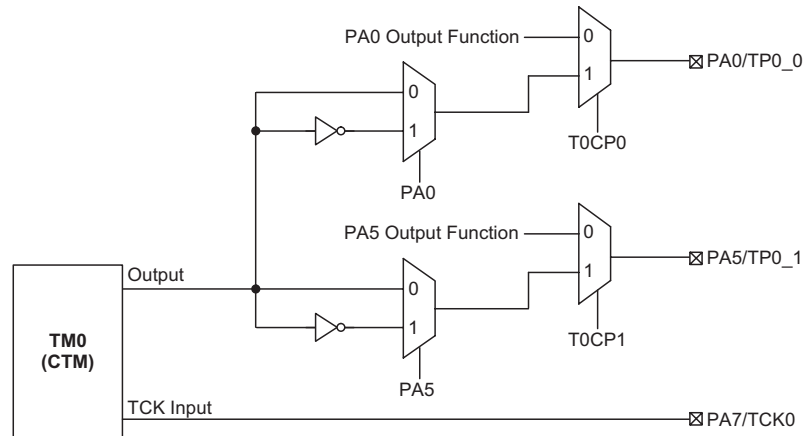 PA0 Output Function
0
1
PA0/TP0_0
T0CP0
0
1
PA0
PA5 Output Function
0
1
PA5/TP0_1
T0CP1
Output
0
1
PA5
TM0
(CTM)
TCK Input
PA7/TCK0